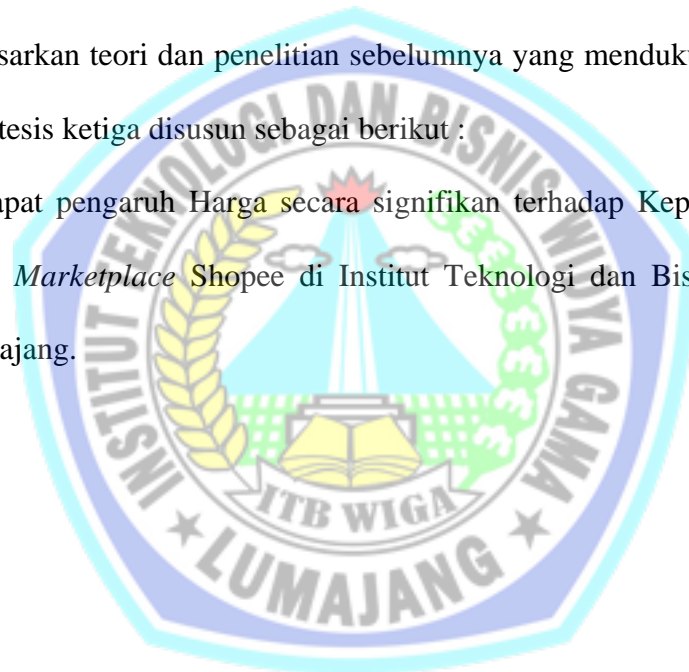 sarkan teori dan penelitian sebelumnya yang menduku
tesis ketiga disusun sebagai berikut :
apat pengaruh Harga secara signifikan terhadap Kep
Marketplace Shopee di Institut Teknologi dan Bis
ajang.
INSTITUT TEKNOLOGI DAN BISNIS WIDYA GAMA
ITB WIGA
LUMAJANG